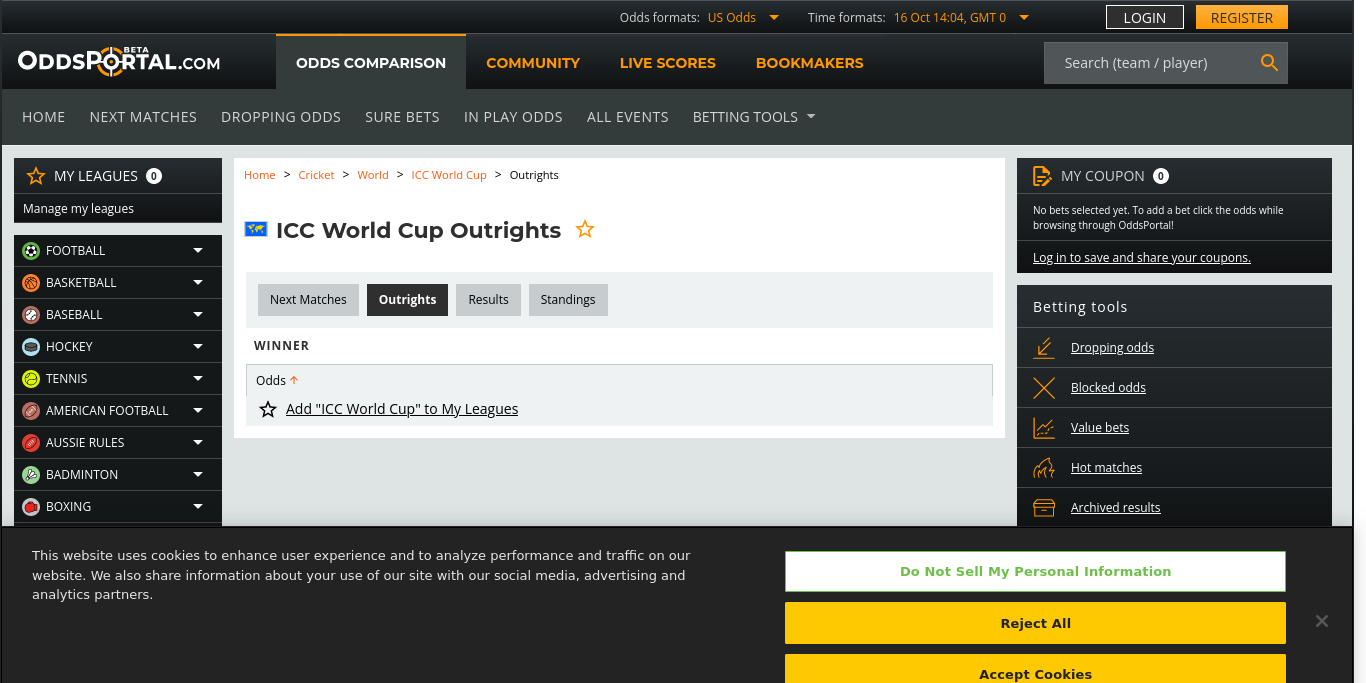 Odds formats: US Odds Time formats: 16 Oct 14:04, GMT 0 LOGIN REGISTER
ODDSPORTAL.COM BETA ODDS COMPARISON COMMUNITY LIVE SCORES BOOKMAKERS Search (team / player)
HOME NEXT MATCHES DROPPING ODDS SURE BETS IN PLAY ODDS ALL EVENTS BETTING TOOLS
MY LEAGUES 0
Manage my leagues
FOOTBALL
BASKETBALL
BASEBALL
HOCKEY
TENNIS
AMERICAN FOOTBALL
AUSSIE RULES
BADMINTON
BOXING
Home > Cricket > World > ICC World Cup > Outrights
ICC World Cup Outrights
Next Matches Outrights Results Standings
WINNER
Odds
Add "ICC World Cup" to My Leagues
MY COUPON 0
No bets selected yet. To add a bet click the odds while
browsing through OddsPortal!
Log in to save and share your coupons.
Betting tools
Dropping odds
Blocked odds
Value bets
Hot matches
Archived results
This website uses cookies to enhance user experience and to analyze performance and traffic on our
website. We also share information about your use of our site with our social media, advertising and
analytics partners.
Do Not Sell My Personal Information
Reject All
Accept Cookies